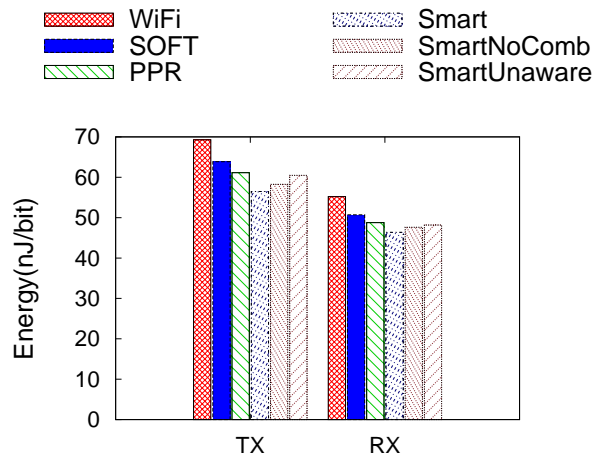 WiFi Smart
SOFT SmartNoComb
PPR SmartUnaware
70
60
50
40
30
20
10
0
Energy(nJ/bit)
TX RX